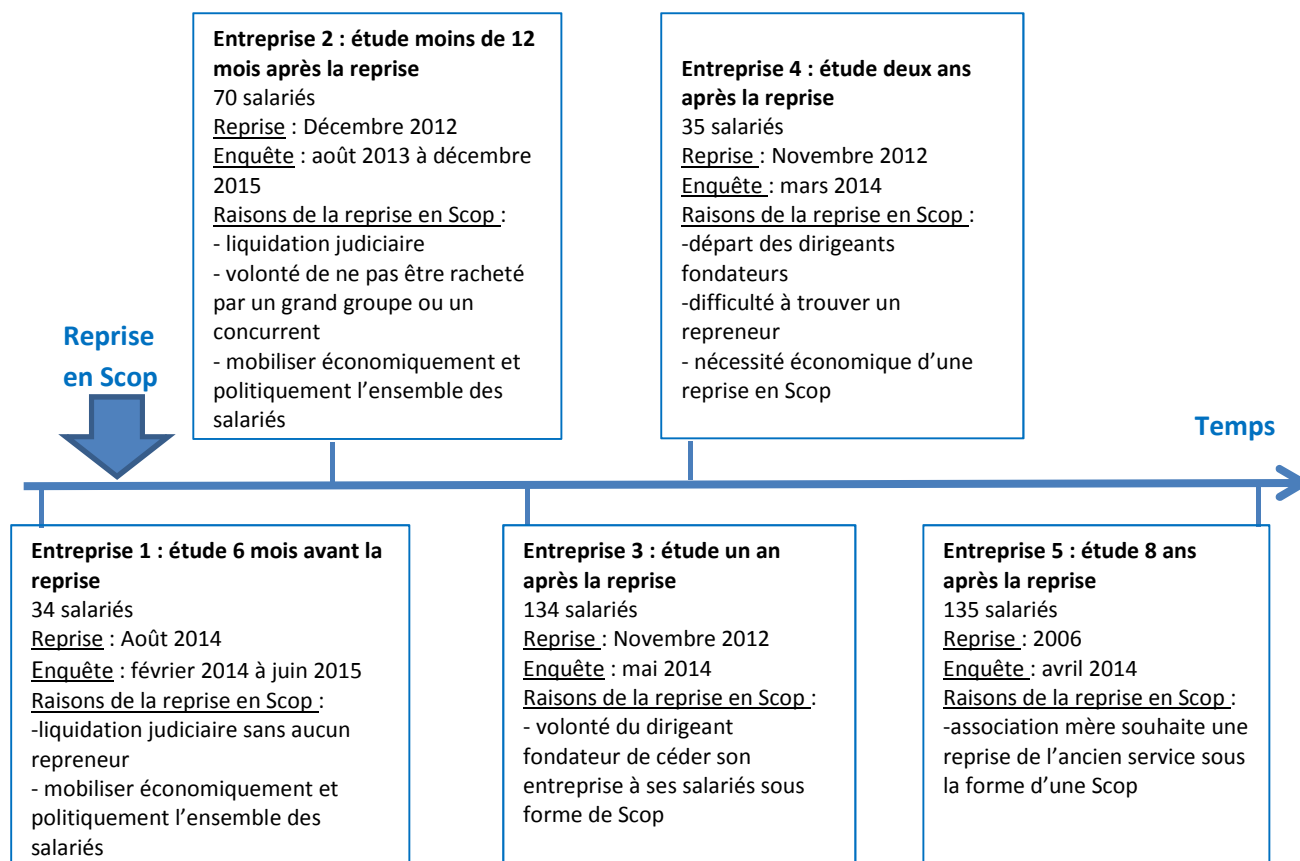 Entreprise 2 : étude moins de 12
mois après la reprise
70 salariés
Reprise : Décembre 2012
Enquête : août 2013 à décembre
2015
Raisons de la reprise en Scop :
- liquidation judiciaire
- volonté de ne pas être racheté
par un grand groupe ou un
concurrent
- mobiliser économiquement et
politiquement l’ensemble des
salariés
Entreprise 4 : étude deux ans
après la reprise
35 salariés
Reprise : Novembre 2012
Enquête : mars 2014
Raisons de la reprise en Scop :
-départ des dirigeants
fondateurs
-difficulté à trouver un
repreneur
- nécessité économique d’une
reprise en Scop
Reprise
en Scop
Temps
Entreprise 1 : étude 6 mois avant la
reprise
34 salariés
Reprise : Août 2014
Enquête : février 2014 à juin 2015
Raisons de la reprise en Scop :
-liquidation judiciaire sans aucun
repreneur
- mobiliser économiquement et
politiquement l’ensemble des
salariés
Entreprise 3 : étude un an
après la reprise
134 salariés
Reprise : Novembre 2012
Enquête : mai 2014
Raisons de la reprise en Scop :
- volonté du dirigeant
fondateur de céder son
entreprise à ses salariés sous
forme de Scop
Entreprise 5 : étude 8 ans
après la reprise
135 salariés
Reprise : 2006
Enquête : avril 2014
Raisons de la reprise en Scop :
-association mère souhaite une
reprise de l’ancien service sous
la forme d’une Scop